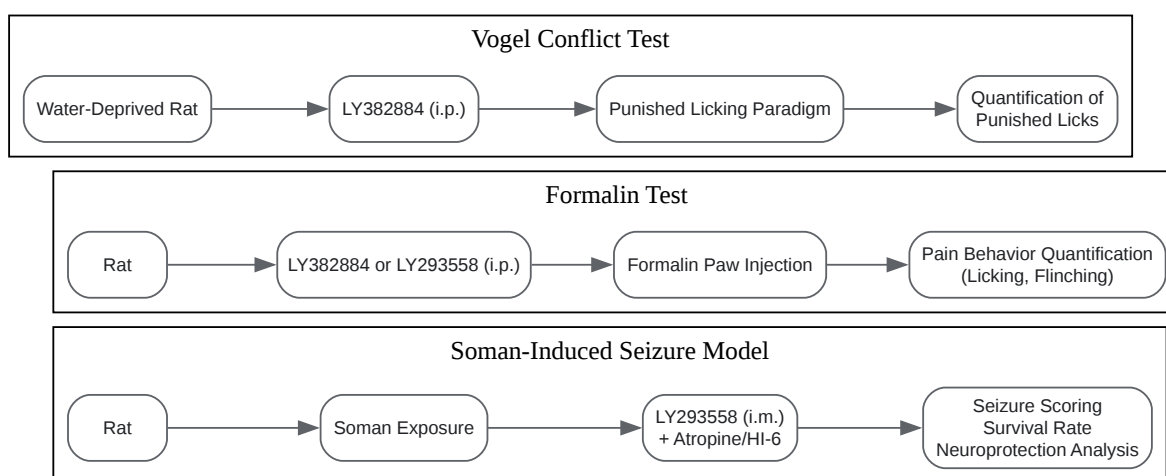 Vogel Conflict Test
Water-Deprived Rat
LY382884 (i.p.)
Punished Licking Paradigm
Quantification of
Punished Licks
Formalin Test
Rat
LY382884 or LY293558 (i.p.)
Formalin Paw Injection
Pain Behavior Quantification
(Licking, Flinching)
Soman-Induced Seizure Model
Rat
Soman Exposure
LY293558 (i.m.)
+ Atropine/HI-6
Seizure Scoring
Survival Rate
Neuroprotection Analysis